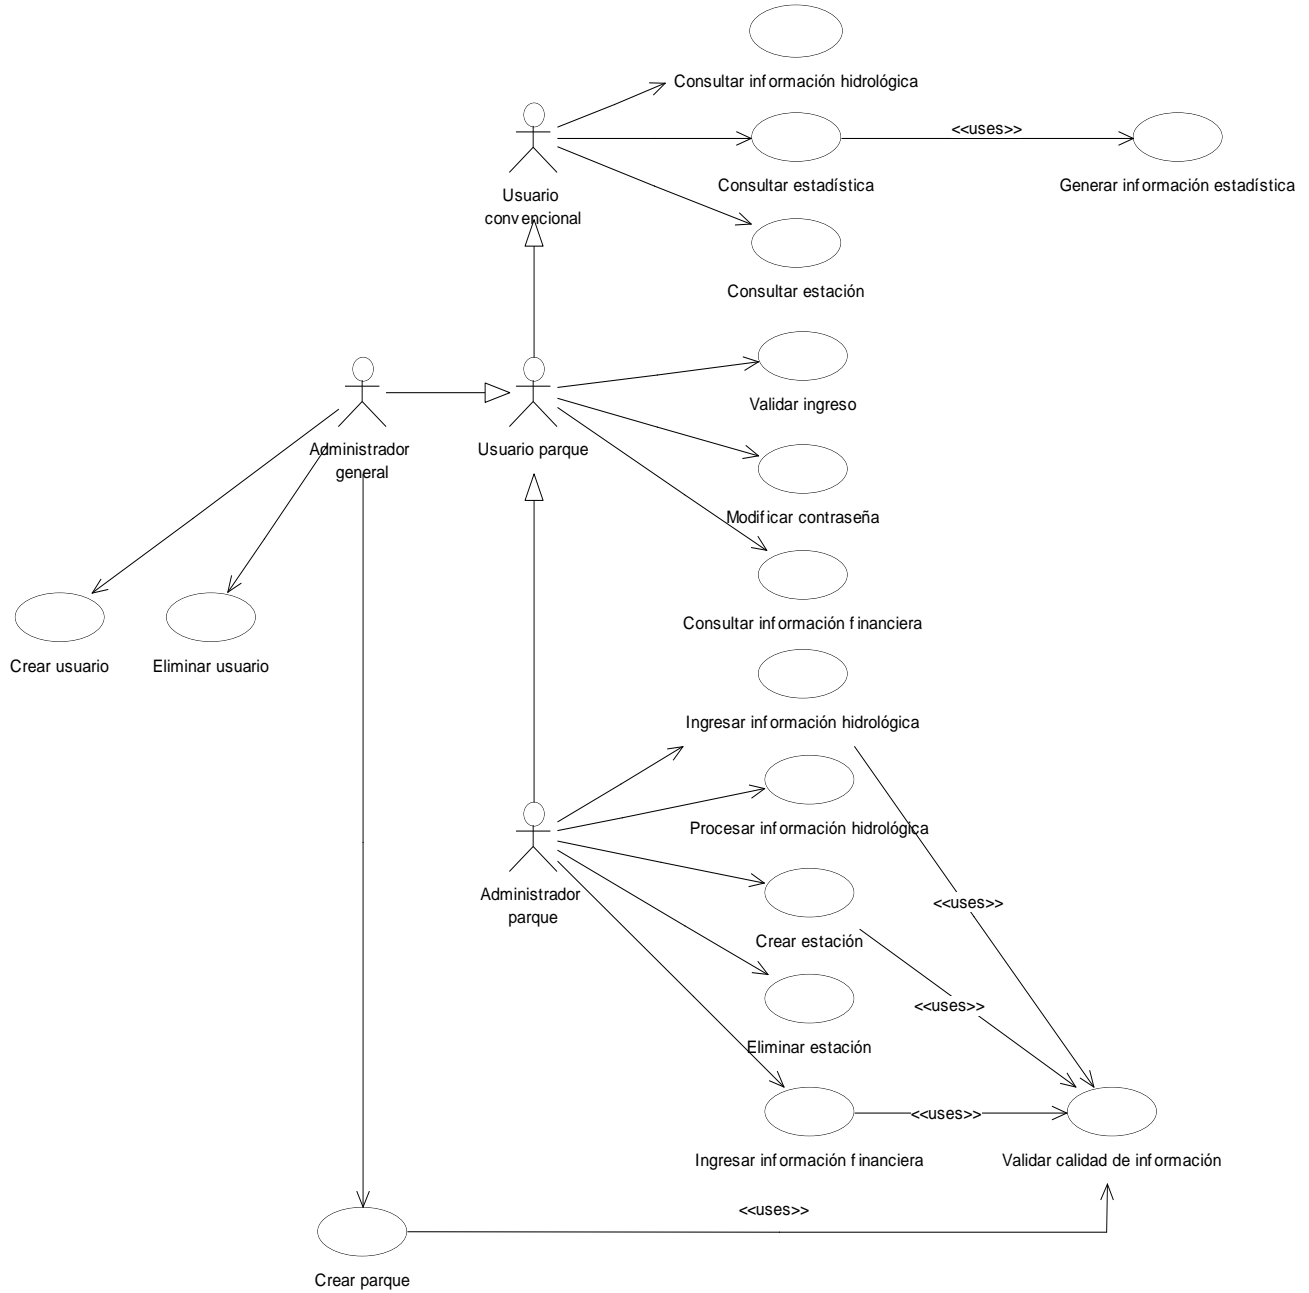 Consultar información hidrológica
<<uses>>
Usuario
convencional
Consultar estadística
Generar información estadística
Consultar estación
Validar ingreso
Administrador
general
Usuario parque
Modificar contraseña
Consultar información financiera
Crear usuario
Eliminar usuario
Ingresar información hidrológica
Procesar información hidrológica
Administrador
parque
<<uses>>
Crear estación
<<uses>>
Eliminar estación
<<uses>>
Ingresar información financiera
Validar calidad de información
<<uses>>
Crear parque